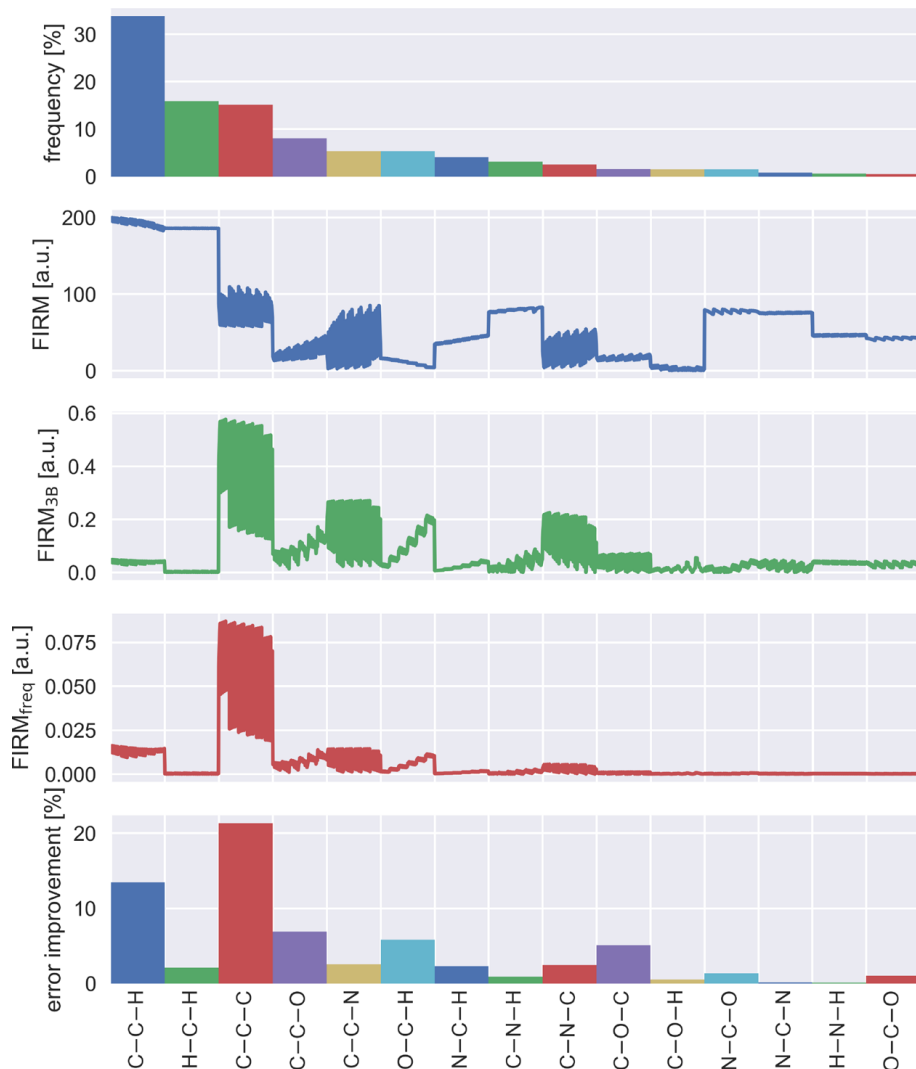 frequency [%]
30
20
10
0
FIRM [a.u.]
200
100
0
FIRM3B [a.u.]
0.6
0.4
0.2
0.0
FIRMfreq [a.u.]
0.075
0.050
0.025
0.000
error improvement [%]
20
10
0
C–C–H
H–C–H
C–C–C
C–C–O
C–C–N
O–C–H
N–C–H
C–N–H
C–N–C
C–O–C
C–O–H
N–C–O
N–C–N
H–N–H
O–C–O